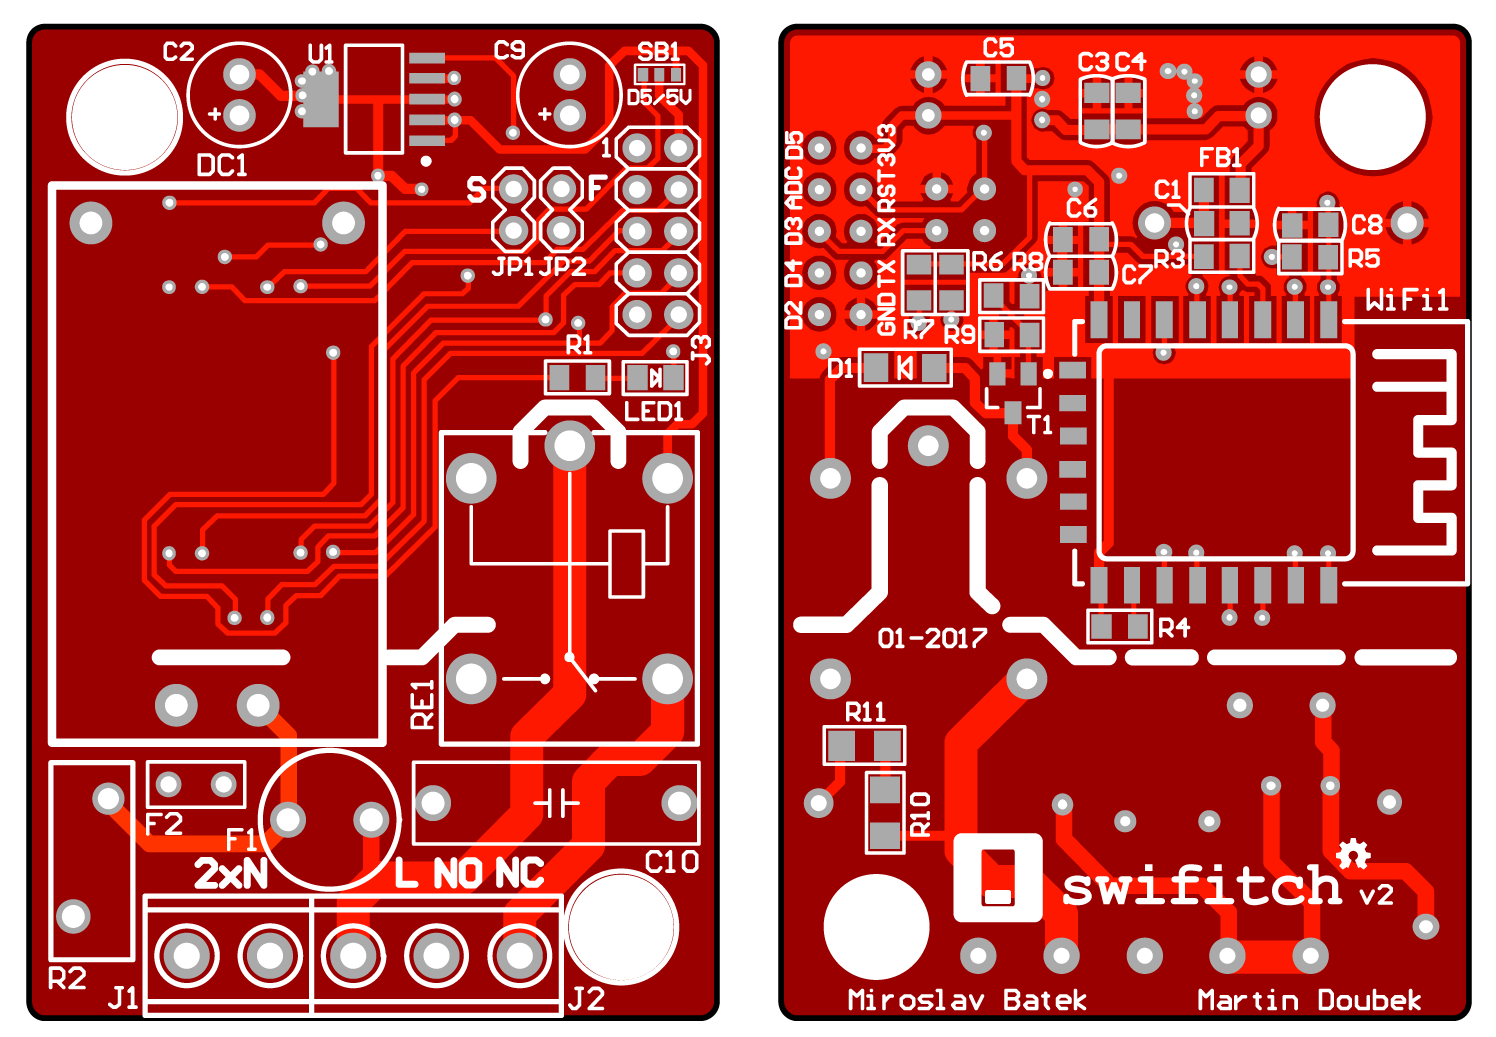 C2
U1
C9
SB1
D5/5V
+
+
DC1
1
S
F
JP1 JP2
J3
R1
LED1
RE1
F2
F1
C10
2xN
L NO NC
R2
J1
J2
C5
C3 C4
D5
ADC
D3
D4
D2
3V3
RST
RX
TX
GND
FB1
C1
C6
C8
R6 R8
C7
R3
R5
R7
R9
WiFi1
D1
T1
01-2017
R4
R11
R10
swifitch v2
Miroslav Batek
Martin Doubek